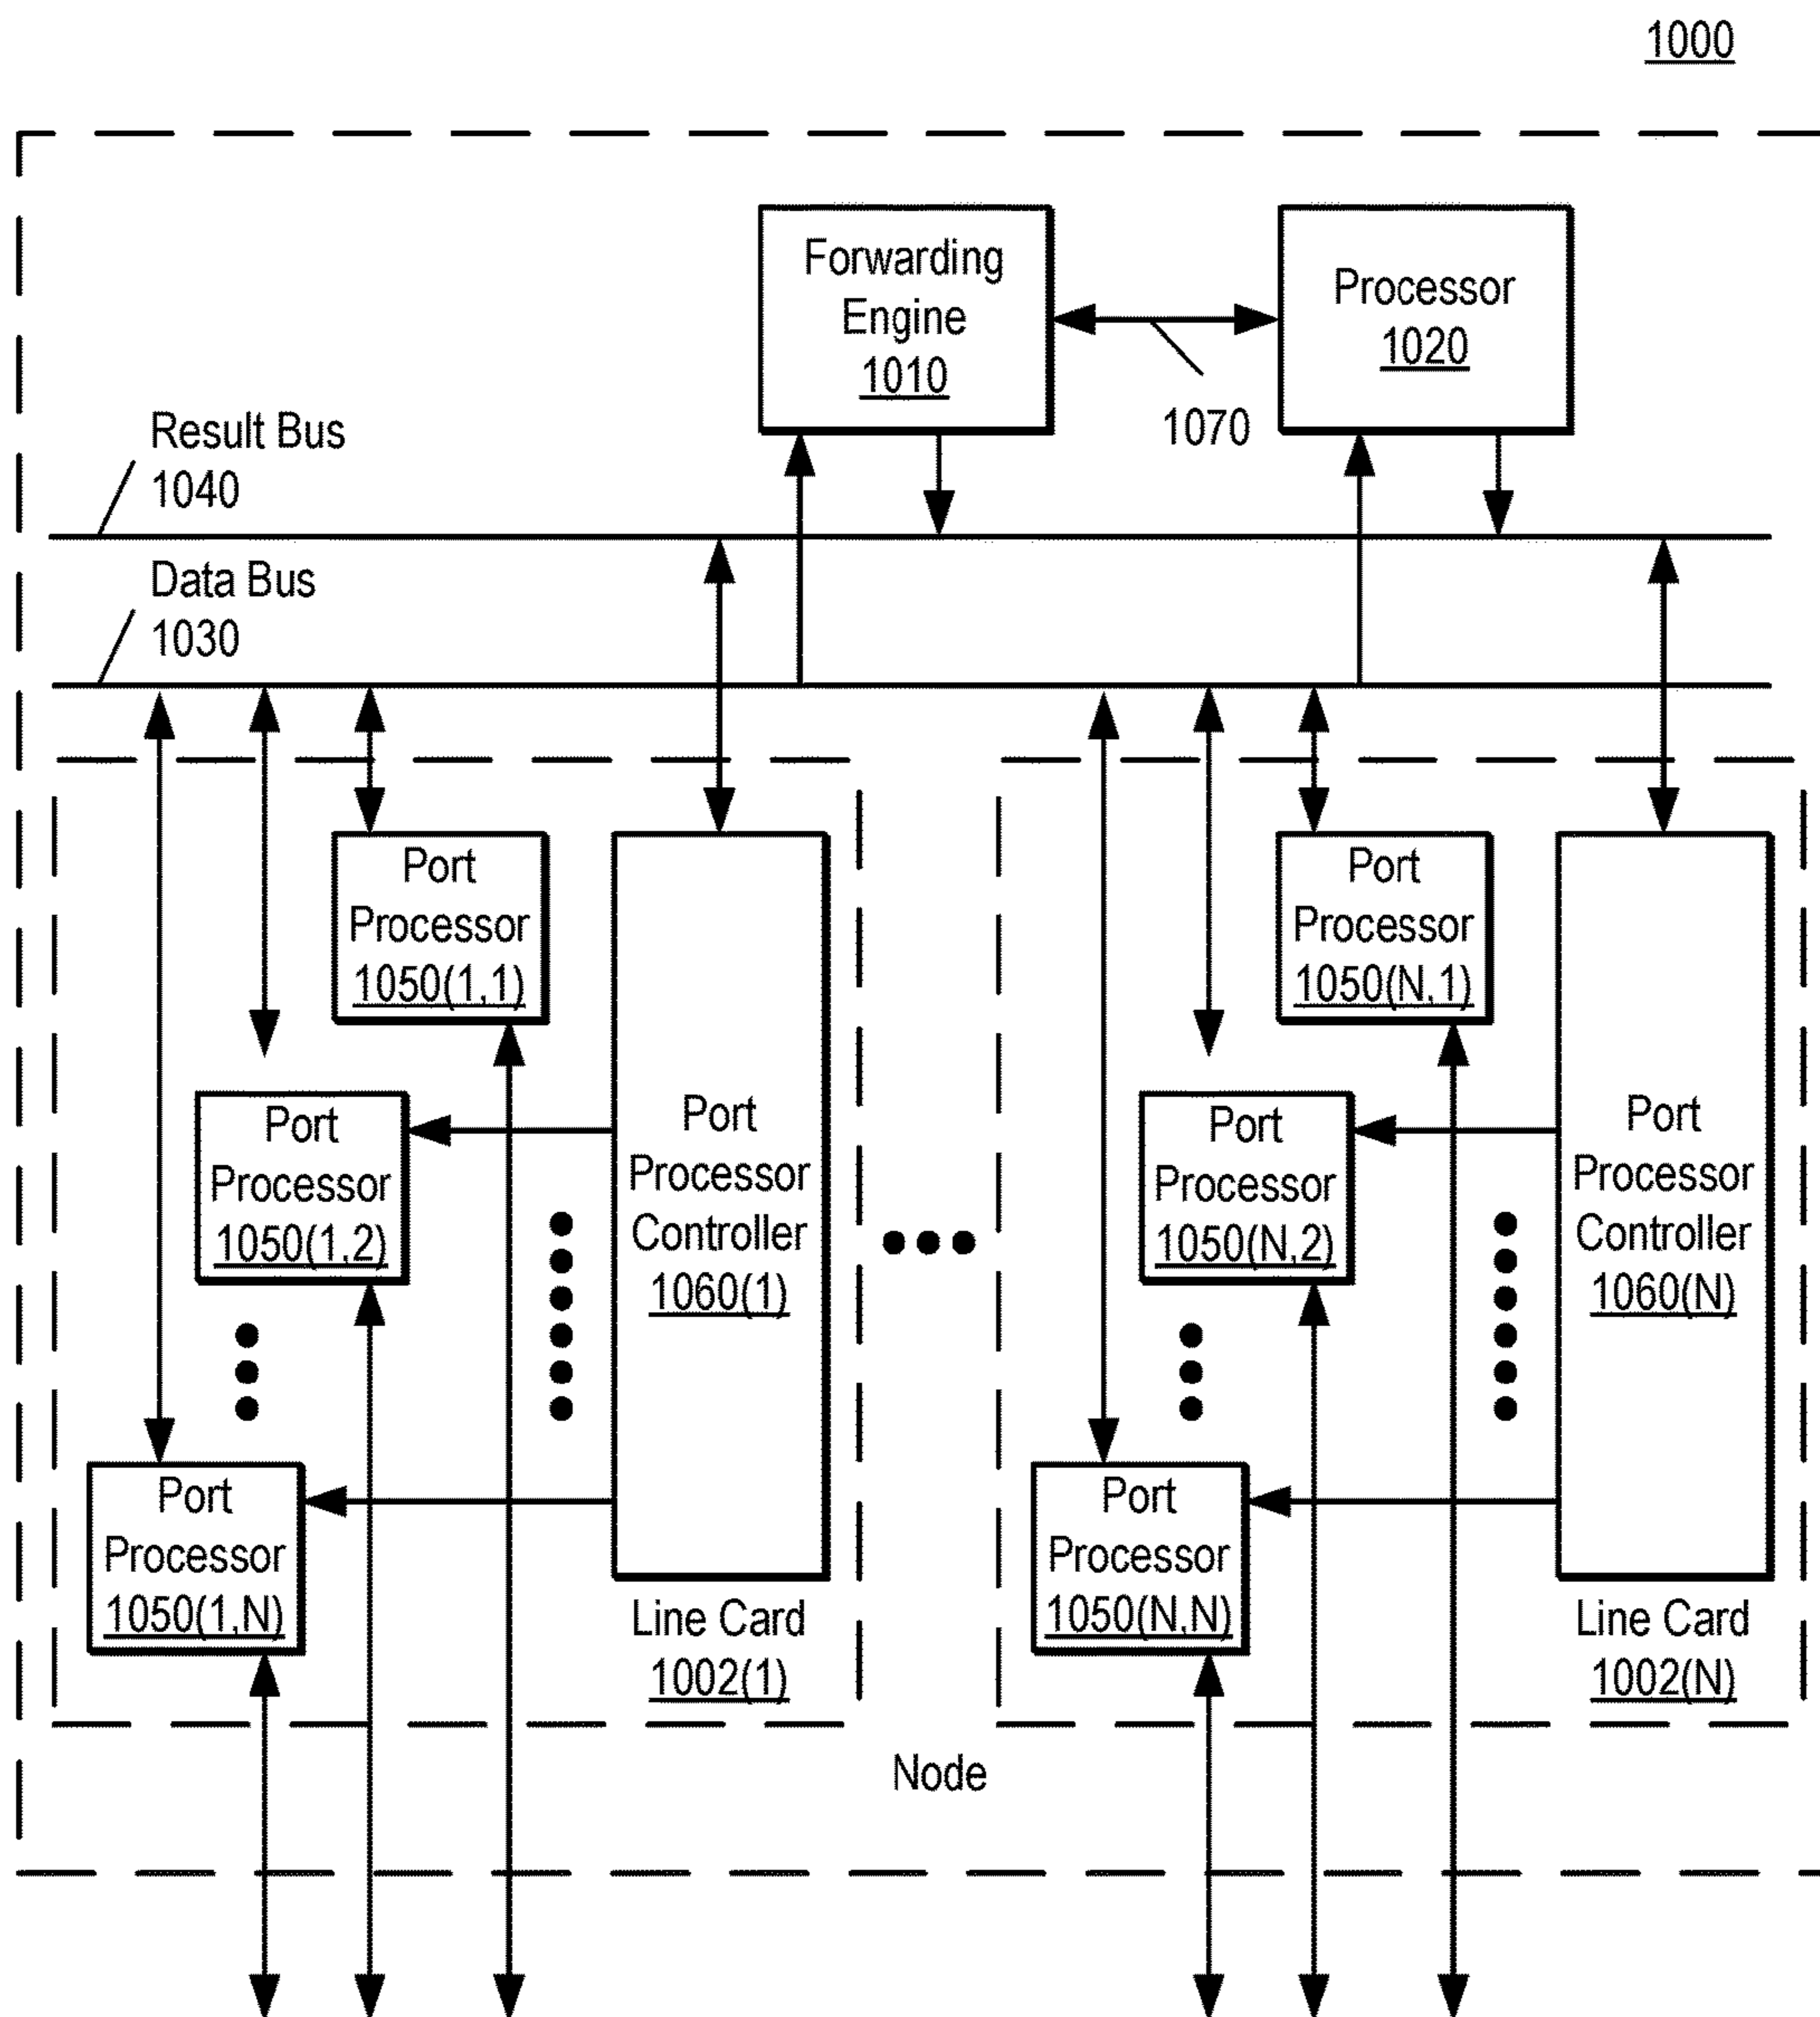 1000
Forwarding
Engine
1010
Processor
1020
1070
Result Bus
1040
Data Bus
1030
Port
Processor
1050(1,1)
Port
Processor
1050(1,2)
Port
Processor
1050(1,N)
Port
Processor
Controller
1060(1)
Line Card
1002(1)
Port
Processor
1050(N,1)
Port
Processor
1050(N,2)
Port
Processor
1050(N,N)
Port
Processor
Controller
1060(N)
Line Card
1002(N)
Node